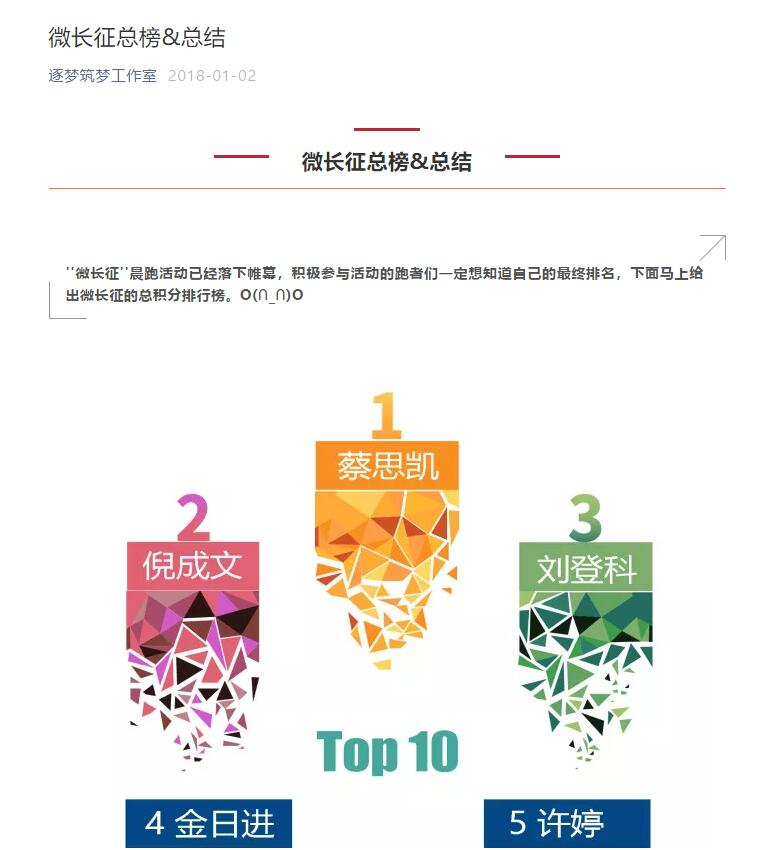 微长征总榜&总结
逐梦筑梦工作室 2018-01-02
微长征总榜&总结
''微长征''晨跑活动已经落下帷幕，积极参与活动的跑者们一定想知道自己的最终排名，下面马上给
出微长征的总积分排行榜。O(∩_∩)O
1
蔡思凯
2
倪成文
3
刘登科
Top 10
4 金日进
5 许婷